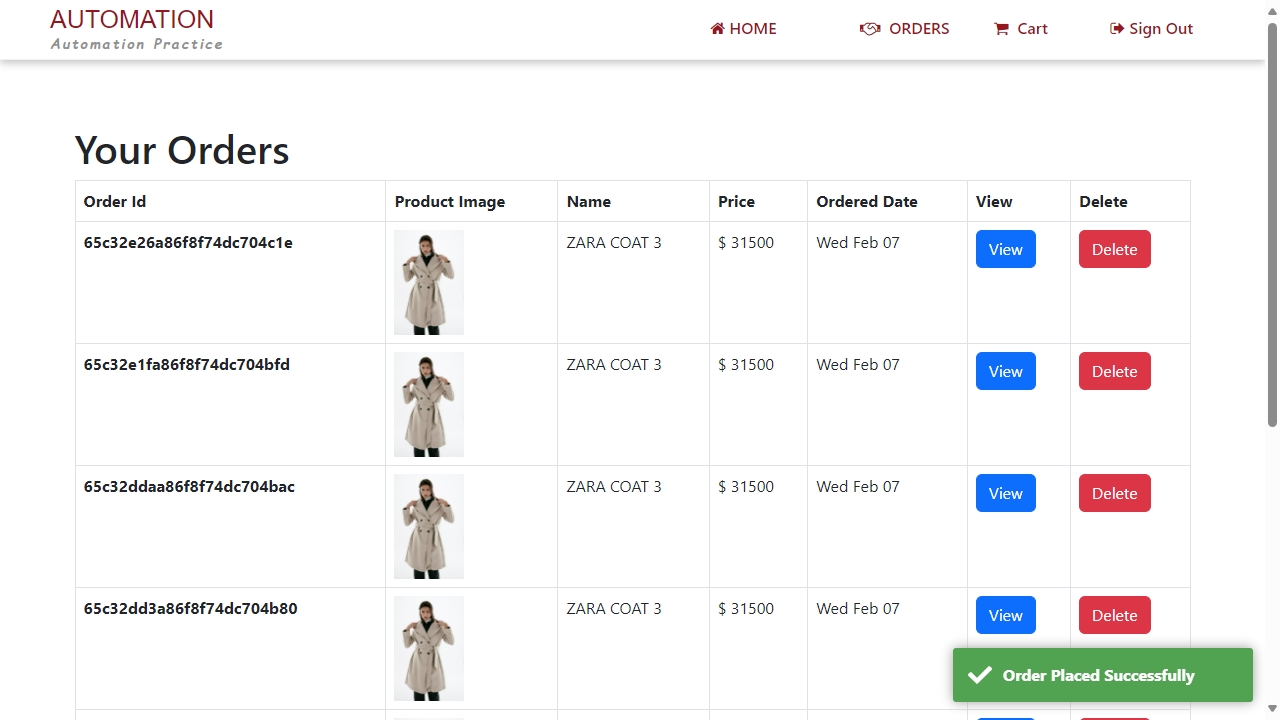 AUTOMATION
Automation Practice
HOME ORDERS Cart Sign Out
Your Orders
Order Id Product Image Name Price Ordered Date View Delete
65c32e26a86f8f74dc704c1e ZARA COAT 3 $ 31500 Wed Feb 07 View Delete
65c32e1fa86f8f74dc704bfd ZARA COAT 3 $ 31500 Wed Feb 07 View Delete
65c32ddaa86f8f74dc704bac ZARA COAT 3 $ 31500 Wed Feb 07 View Delete
65c32dd3a86f8f74dc704b80 ZARA COAT 3 $ 31500 Wed Feb 07 View Delete
Order Placed Successfully